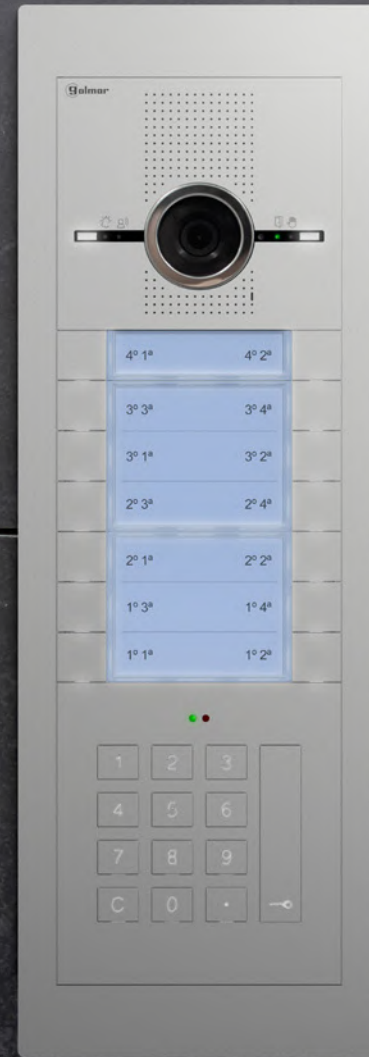 golmar
4º 1ª 4º 2ª
3º 3ª 3º 4ª
3º 1ª 3º 2ª
2º 3ª 2º 4ª
2º 1ª 2º 2ª
1º 3ª 1º 4ª
1º 1ª 1º 2ª
1 2 3
4 5 6
7 8 9
C 0 ·